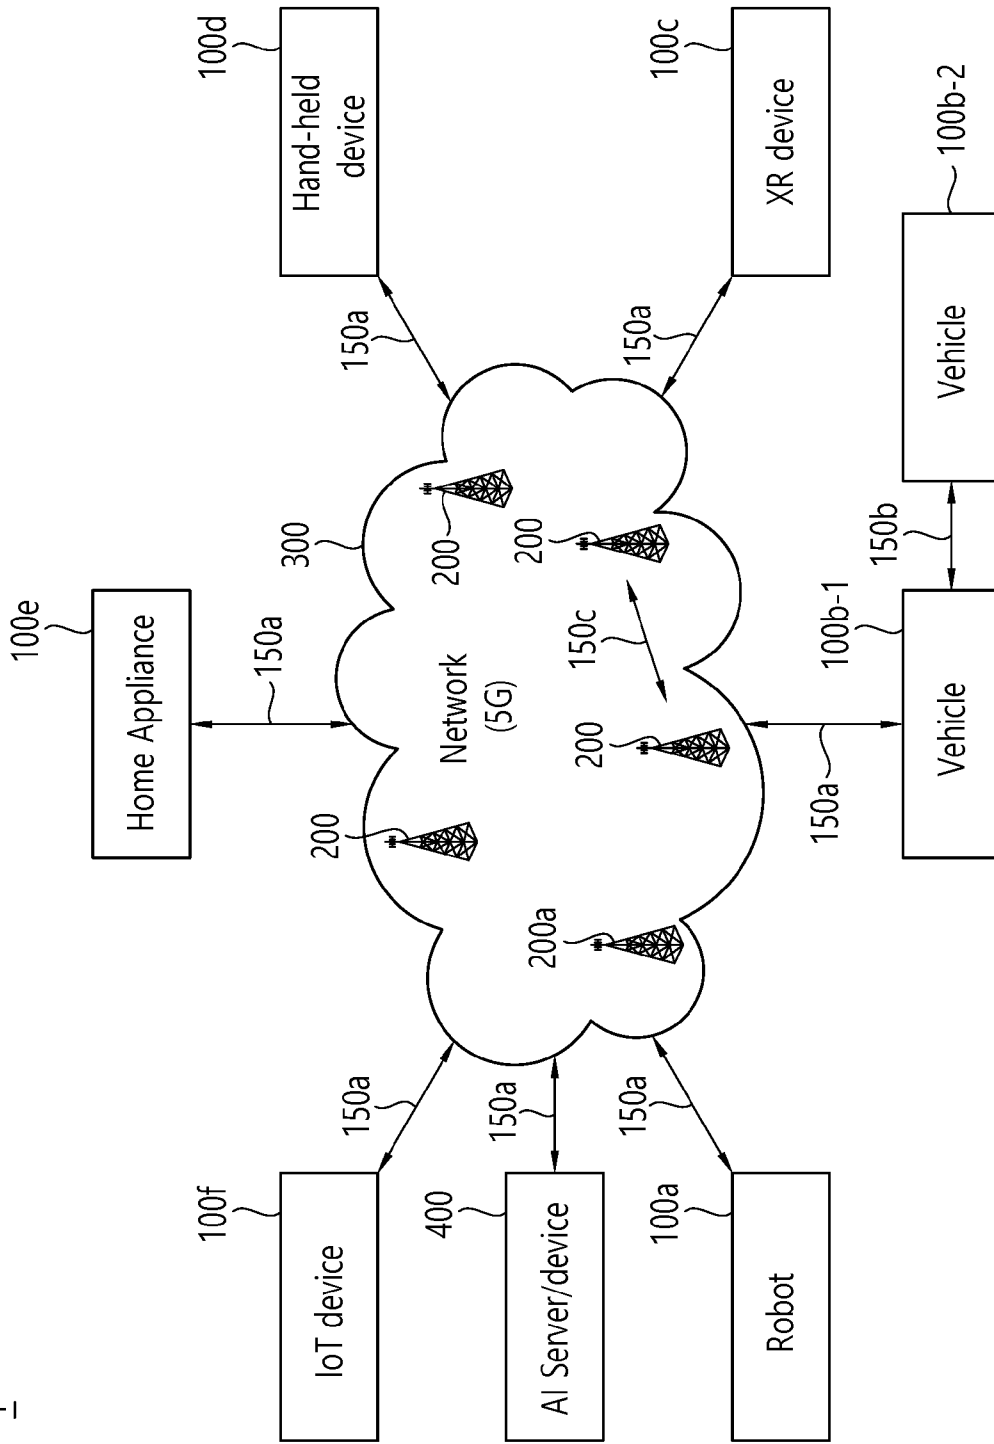 100e
Home Appliance
150a
100f
IoT device
150a
300
100d
Hand-held
device
150a
400
AI Server/device
150a
200
Network
(5G)
200
200a
200
150c
200
100a
Robot
150a
100c
XR device
150a
150a
100b-1
Vehicle
150b
100b-2
Vehicle